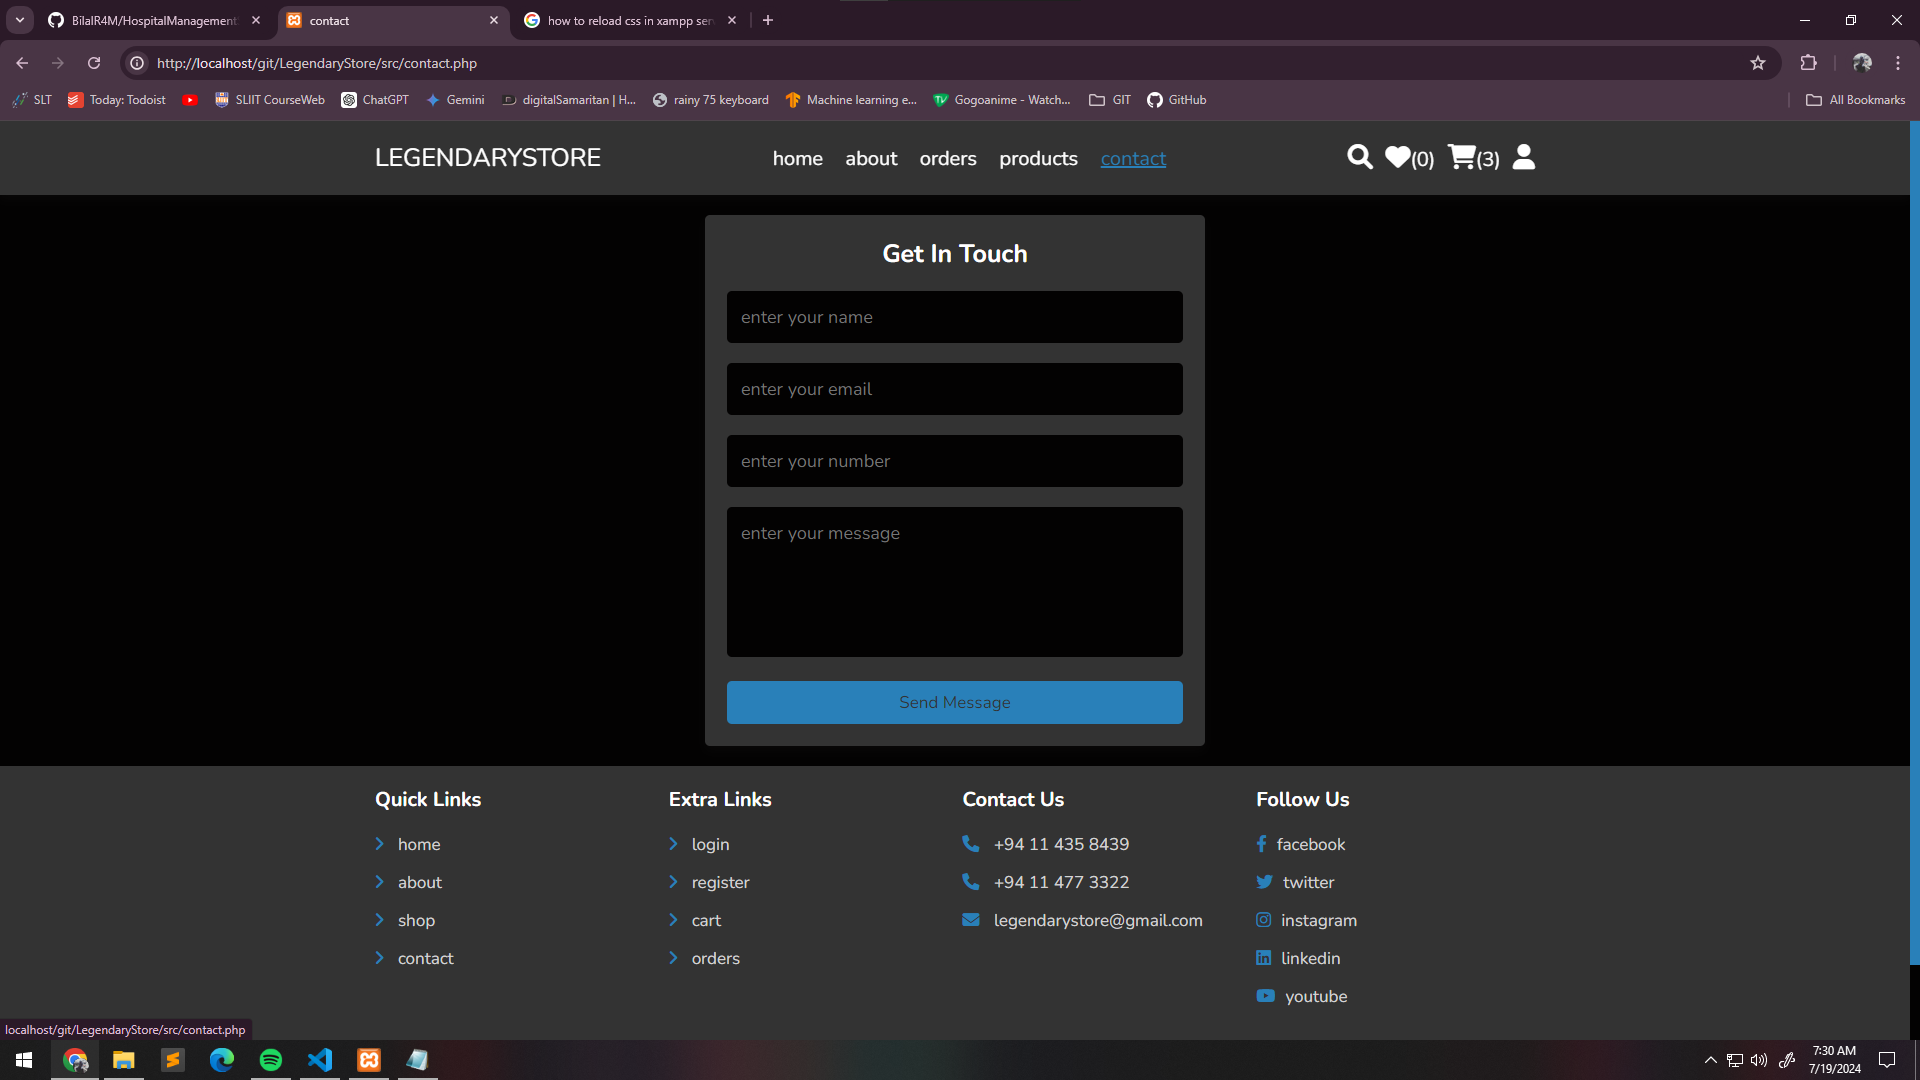 BilalR4M/HospitalManagement
contact
how to reload css in xampp ser
http://localhost/git/LegendaryStore/src/contact.php
SLT
Today: Todoist
SLIIT CourseWeb
ChatGPT
Gemini
digitalSamaritan | H...
rainy 75 keyboard
Machine learning e...
Gogoanime - Watch...
GIT
GitHub
All Bookmarks
LEGENDARYSTORE
home
about
orders
products
contact
(0)
(3)
Get In Touch
enter your name
enter your email
enter your number
enter your message
Send Message
Quick Links
home
about
shop
contact
Extra Links
login
register
cart
orders
Contact Us
+94 11 435 8439
+94 11 477 3322
legendarystore@gmail.com
Follow Us
facebook
twitter
instagram
linkedin
youtube
localhost/git/LegendaryStore/src/contact.php
7:30 AM
7/19/2024